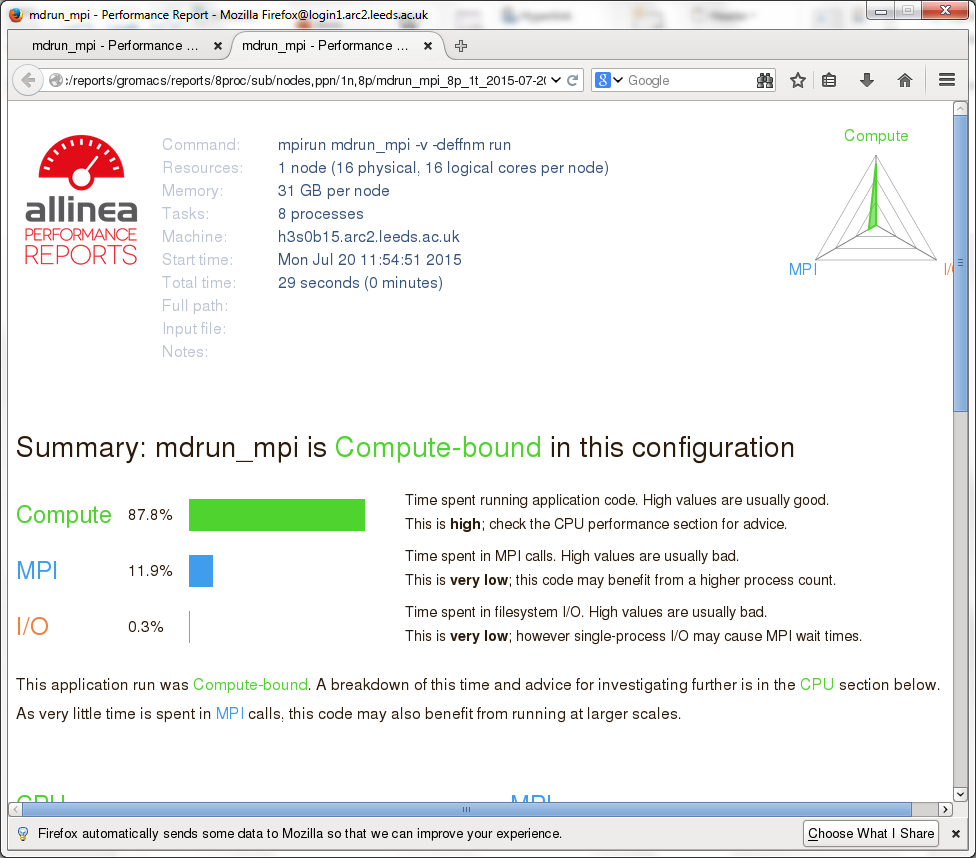 mdrun_mpi - Performance Report - Mozilla Firefox@login1.arc2.leeds.ac.uk
mdrun_mpi - Performance ... × mdrun_mpi - Performance ... ×
:/reports/gromacs/reports/8proc/sub/nodes,ppn/1n,8p/mdrun_mpi_8p_1t_2015-07-20
8 Google
Compute
MPI
I/
allinea
PERFORMANCE
REPORTS
Command: mpirun mdrun_mpi -v -deffnm run
Resources: 1 node (16 physical, 16 logical cores per node)
Memory: 31 GB per node
Tasks: 8 processes
Machine: h3s0b15.arc2.leeds.ac.uk
Start time: Mon Jul 20 11:54:51 2015
Total time: 29 seconds (0 minutes)
Full path:
Input file:
Notes:
Summary: mdrun_mpi is Compute-bound in this configuration
Compute 87.8% Time spent running application code. High values are usually good.
This is high; check the CPU performance section for advice.
MPI 11.9% Time spent in MPI calls. High values are usually bad.
This is very low; this code may benefit from a higher process count.
I/O 0.3% Time spent in filesystem I/O. High values are usually bad.
This is very low; however single-process I/O may cause MPI wait times.
This application run was Compute-bound. A breakdown of this time and advice for investigating further is in the CPU section below.
As very little time is spent in MPI calls, this code may also benefit from running at larger scales.
CPU MPI
Firefox automatically sends some data to Mozilla so that we can improve your experience. Choose What I Share ×